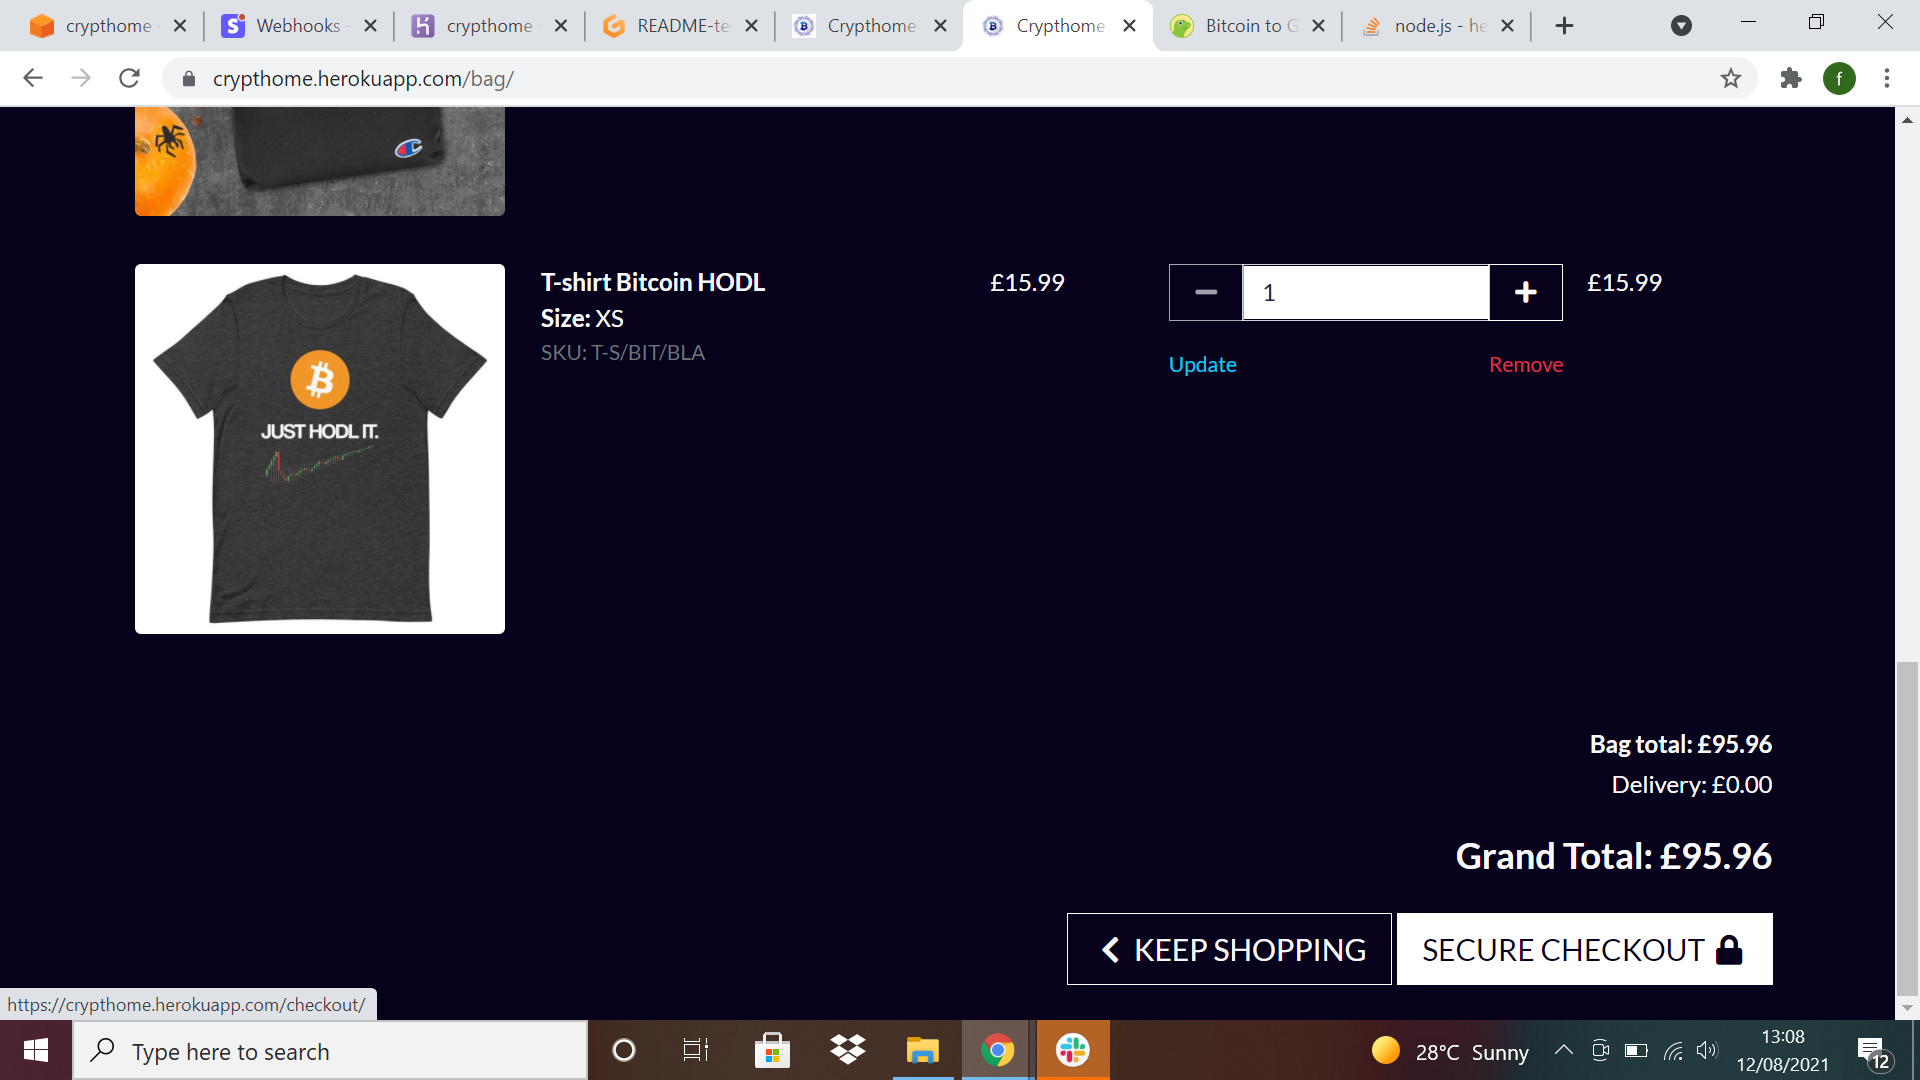 crypthome
Webhooks -
crypthome
README-te
Crypthome
Crypthome
Bitcoin to G
node.js - he
crypthome.herokuapp.com/bag/
f
T-shirt Bitcoin HODL
£15.99
1
£15.99
Size: XS
SKU: T-S/BIT/BLA
Update
Remove
JUST HODL IT.
Bag total: £95.96
Delivery: £0.00
Grand Total: £95.96
KEEP SHOPPING
SECURE CHECKOUT
https://crypthome.herokuapp.com/checkout/
Type here to search
28°C Sunny
13:08
12/08/2021
12